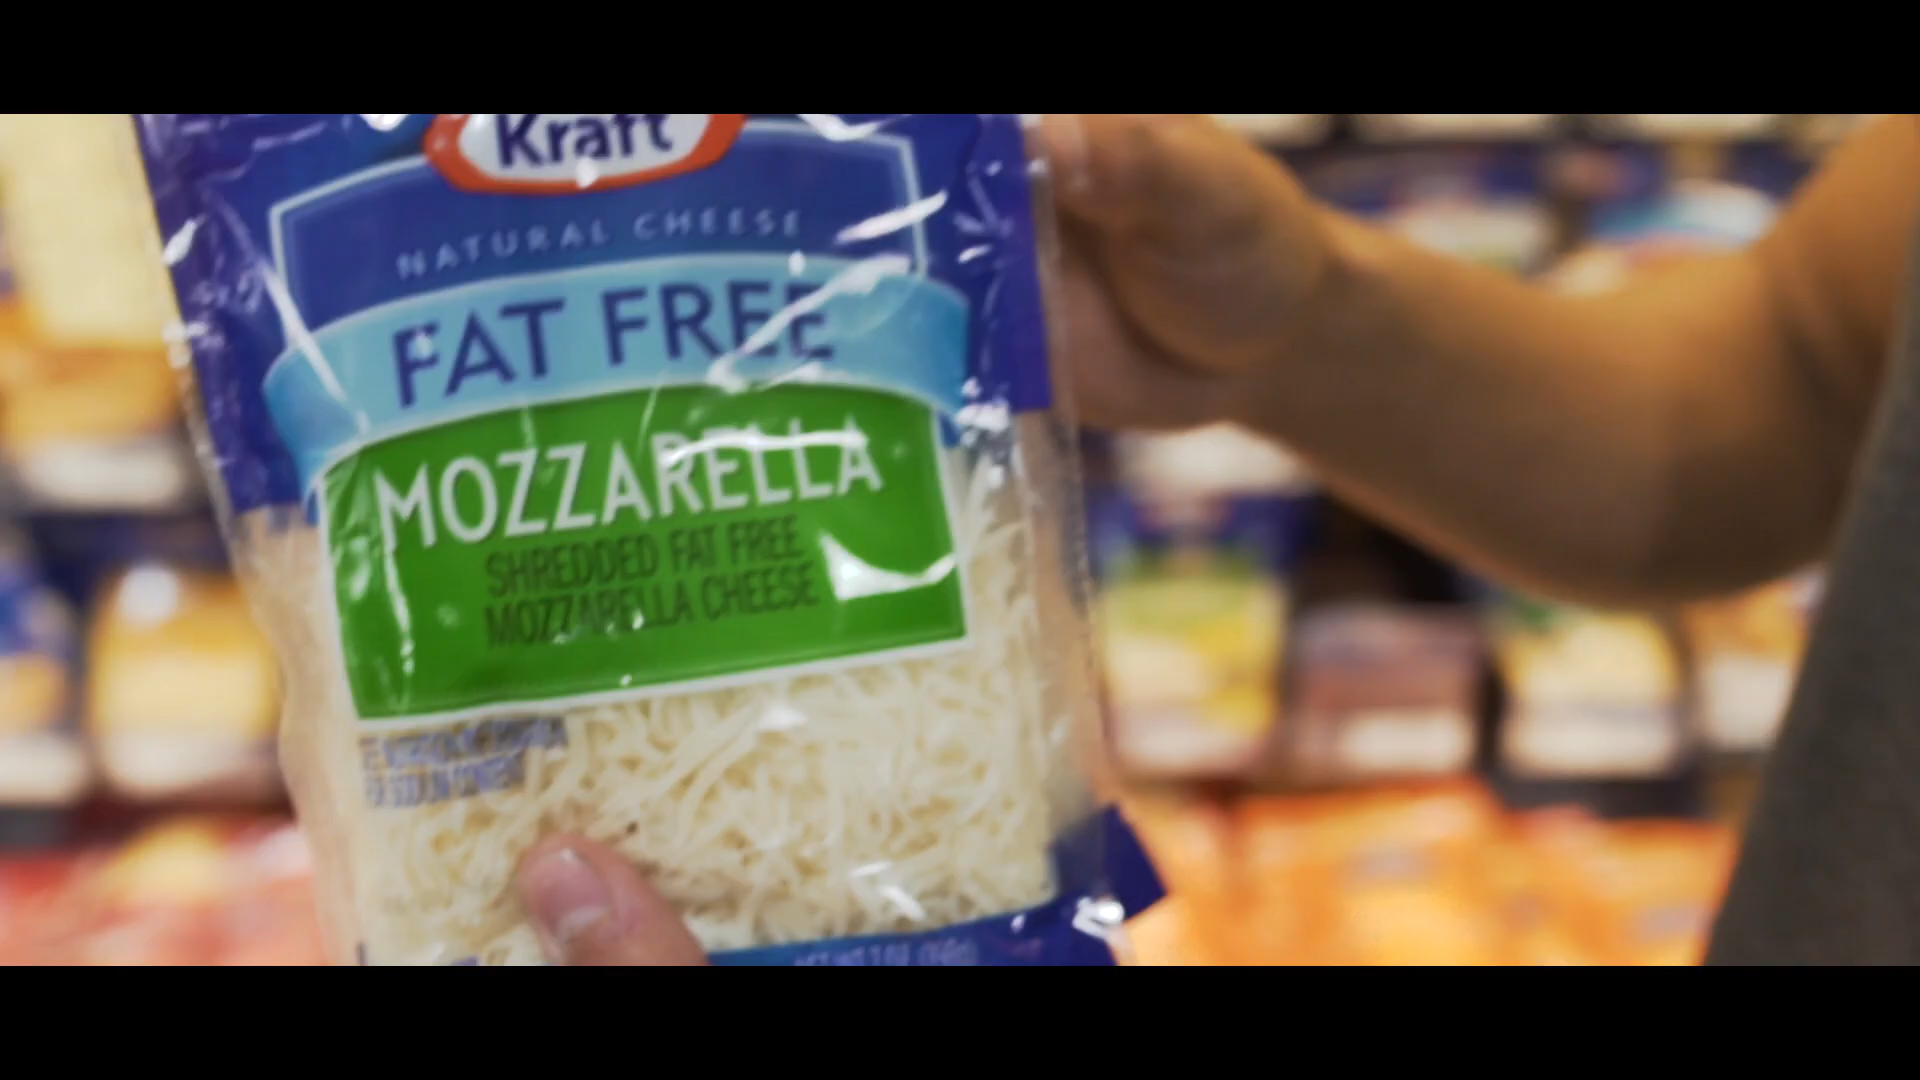 Kraft
NATURAL CHEESE
FAT FREE
MOZZARELLA
SHREDDED FAT FREE
MOZZARELLA CHEESE